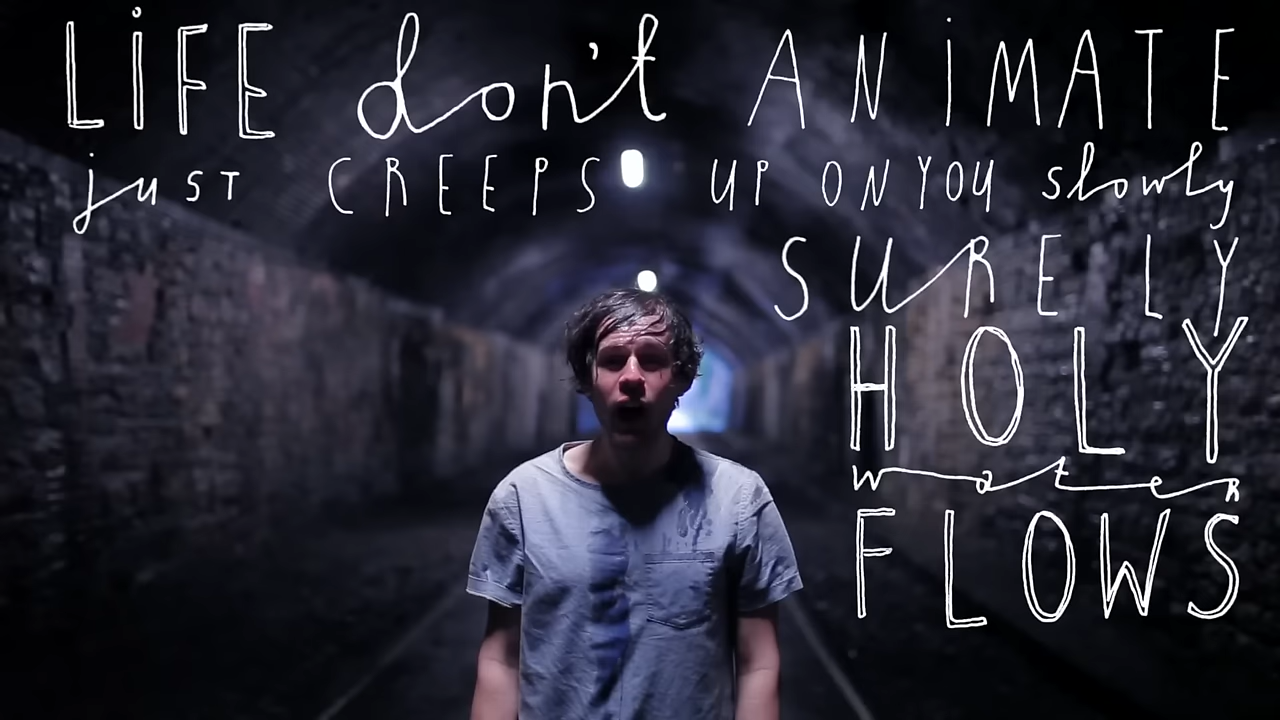 LiFE don't ANiMATE
just CREEPS UP ON YOU slowly
SURELY
HOLY
water
FLOWS